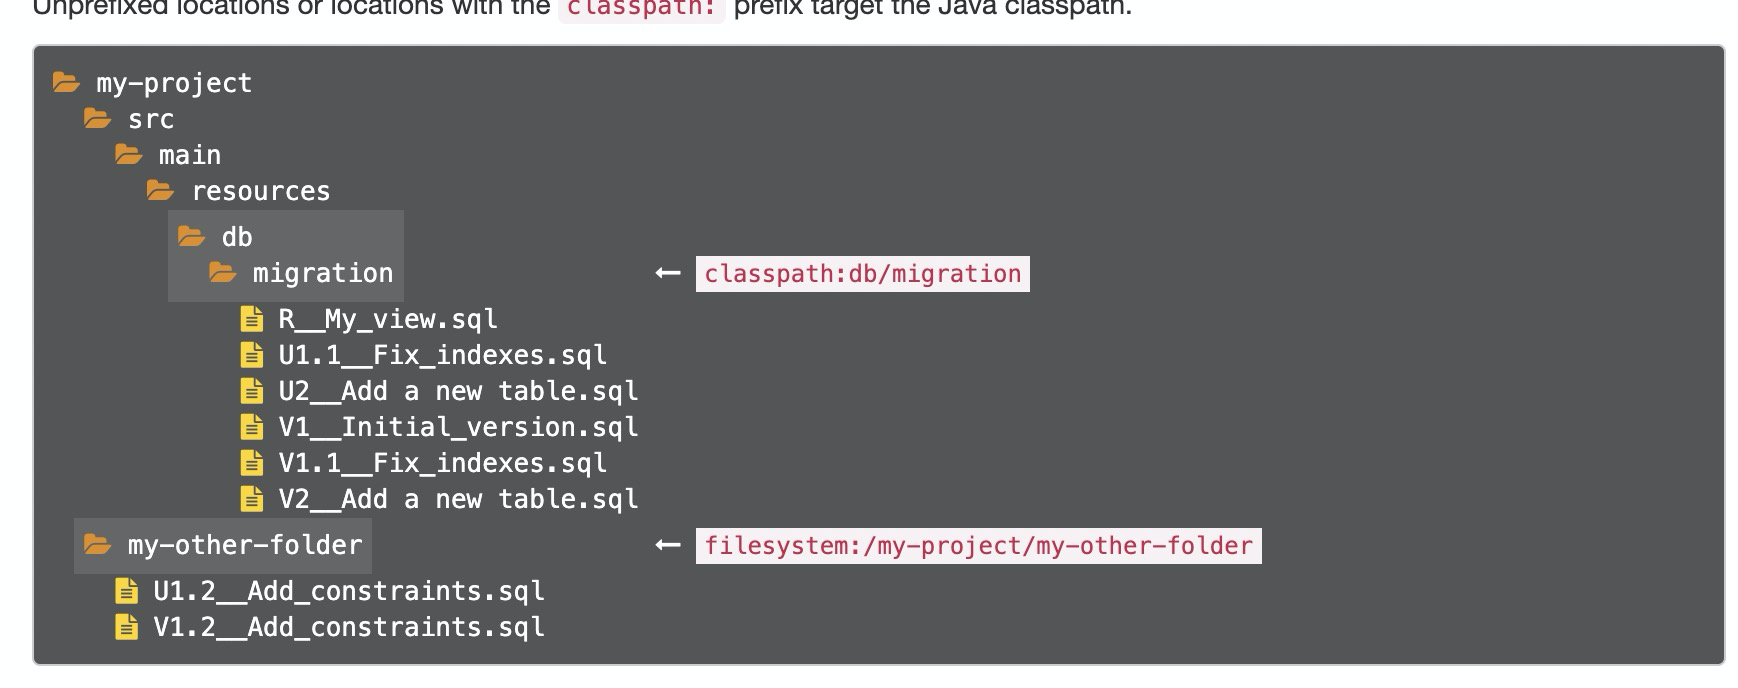 Unprefixed locations or locations with the classpath: prefix target the Java classpath.
my-project
src
main
resources
db
migration ← classpath:db/migration
R__My_view.sql
U1.1__Fix_indexes.sql
U2__Add a new table.sql
V1__Initial_version.sql
V1.1__Fix_indexes.sql
V2__Add a new table.sql
my-other-folder ← filesystem:/my-project/my-other-folder
U1.2__Add_constraints.sql
V1.2__Add_constraints.sql